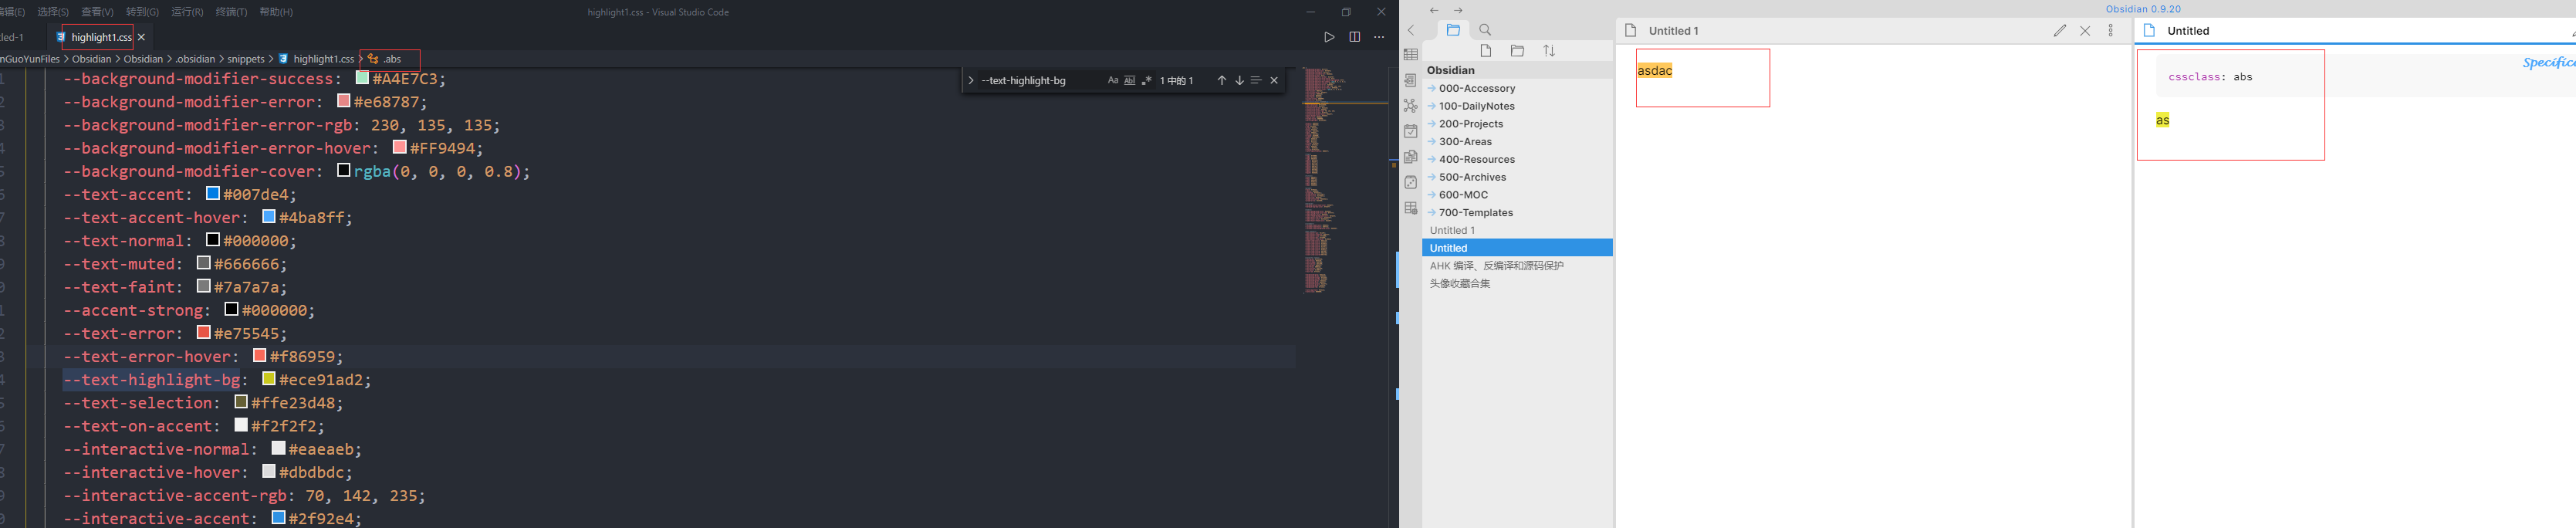 编辑(E) 选择(S) 查看(V) 转到(G) 运行(R) 终端(T) 帮助(H) highlight1.css - Visual Studio Code
tled-1 highlight1.css
nGuoYunFiles > Obsidian > Obsidian > .obsidian > snippets > highlight1.css > .abs
--text-highlight-bg Aa Abl .* 1 中的 1
--background-modifier-success: #A4E7C3;
--background-modifier-error: #e68787;
--background-modifier-error-rgb: 230, 135, 135;
--background-modifier-error-hover: #FF9494;
--background-modifier-cover: rgba(0, 0, 0, 0.8);
--text-accent: #007de4;
--text-accent-hover: #4ba8ff;
--text-normal: #000000;
--text-muted: #666666;
--text-faint: #7a7a7a;
--accent-strong: #000000;
--text-error: #e75545;
--text-error-hover: #f86959;
--text-highlight-bg: #ece91ad2;
--text-selection: #ffe23d48;
--text-on-accent: #f2f2f2;
--interactive-normal: #eaeaeb;
--interactive-hover: #dbdbdc;
--interactive-accent-rgb: 70, 142, 235;
--interactive-accent: #2f92e4;
Obsidian 0.9.20
Obsidian
000-Accessory
100-DailyNotes
200-Projects
300-Areas
400-Resources
500-Archives
600-MOC
700-Templates
Untitled 1
Untitled
AHK 编译、反编译和源码保护
头像收藏合集
Untitled 1
asdac
Untitled
Specifica
cssclass: abs
as